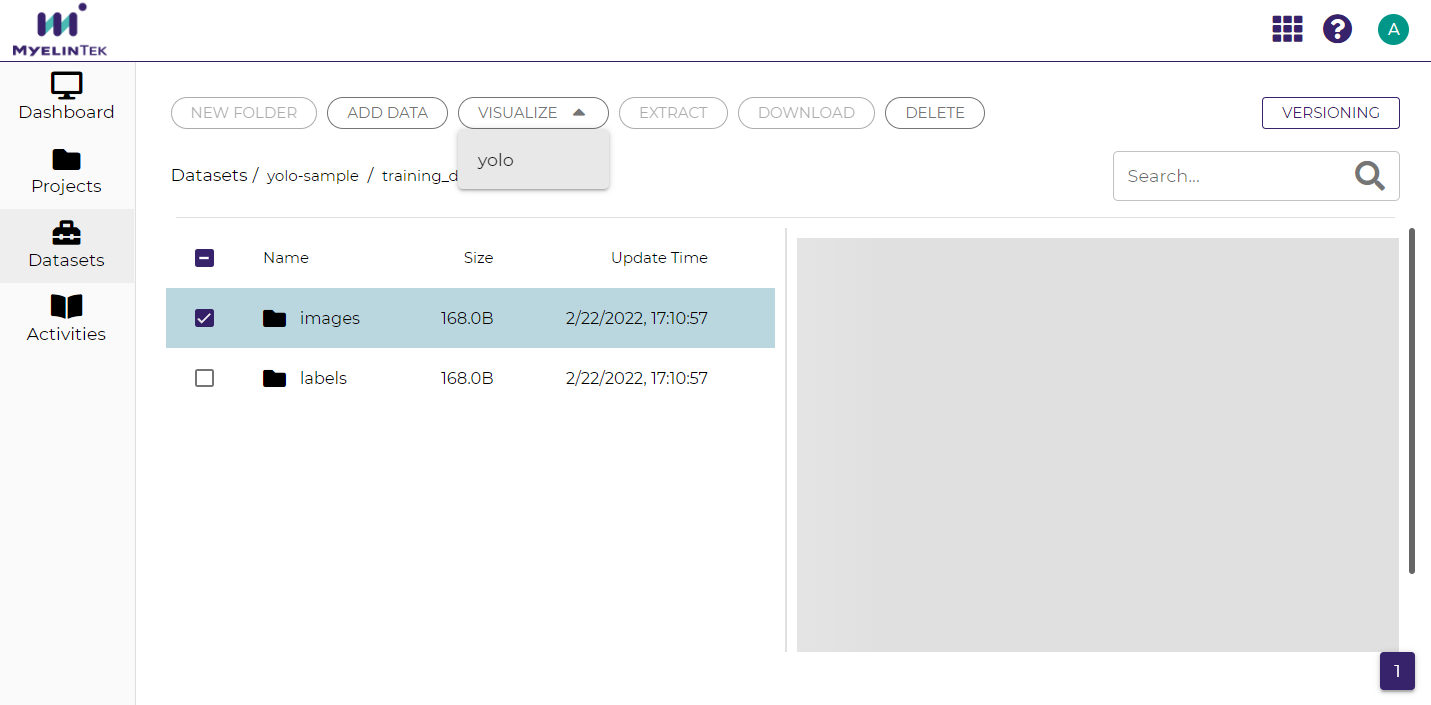 MYELINTEK
A
Dashboard
Projects
Datasets
Activities
NEW FOLDER ADD DATA VISUALIZE EXTRACT DOWNLOAD DELETE VERSIONING
yolo
Datasets / yolo-sample / training_d
Search...
Name Size Update Time
images 168.0B 2/22/2022, 17:10:57
labels 168.0B 2/22/2022, 17:10:57
1